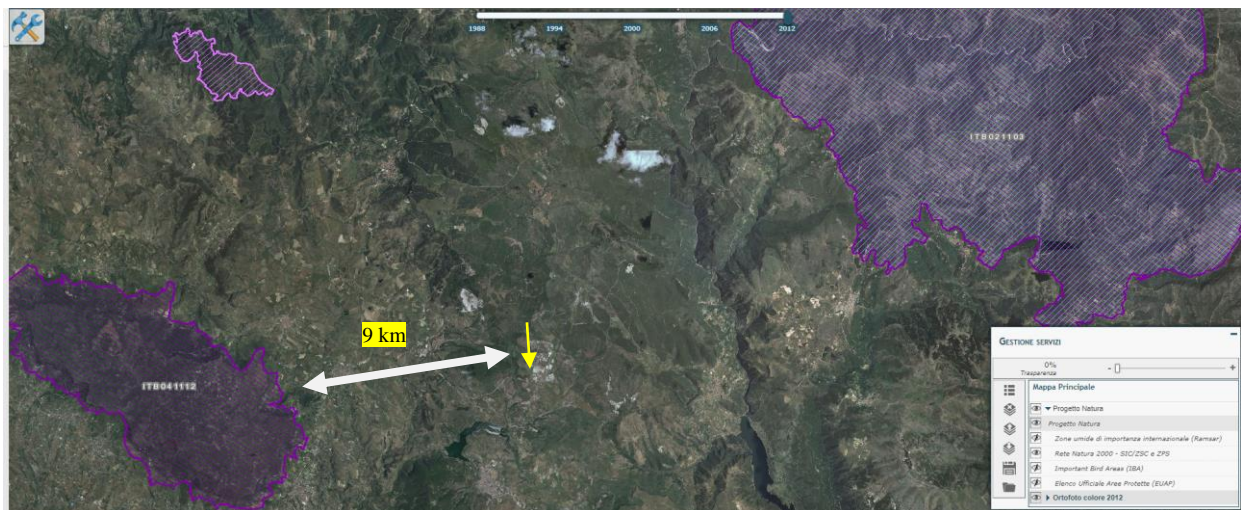 1988 1994 2000 2006 2012
ITB021103
9 km
ITB041112
GESTIONE SERVIZI
0%
Trasparenza
- +
Mappa Principale
Progetto Natura
Progetto Natura
Zone umide di importanza internazionale (Ramsar)
Rete Natura 2000 - SIC/ZSC e ZPS
Important Bird Areas (IBA)
Elenco Ufficiale Aree Protette (EUAP)
Ortofoto colore 2012